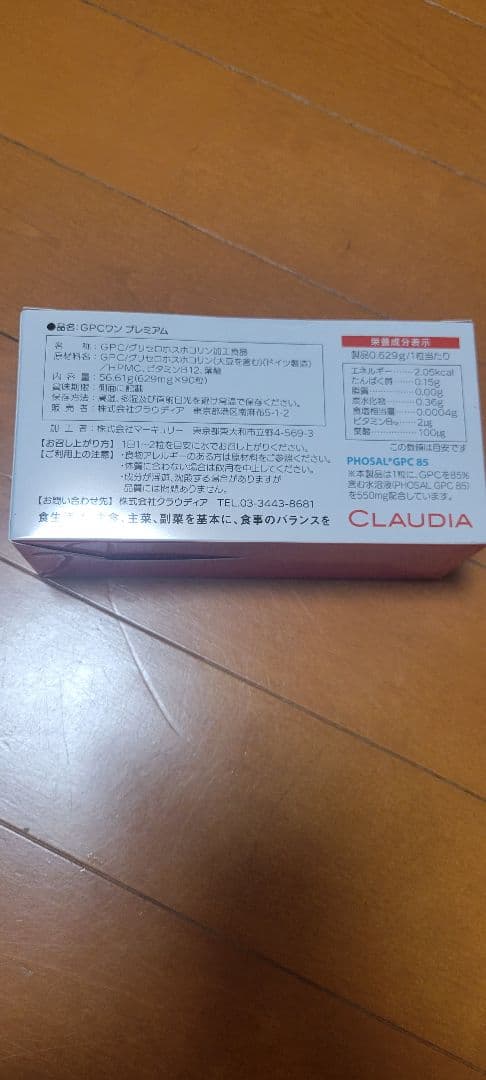 ●品名：GPCワン プレミアム
名　　称：GPC/グリセロホスホコリン加工食品
原材料名：GPC/グリセロホスホコリン(大豆を含む)(ドイツ製造)
/HPMC、ビタミンB12、葉酸
内 容 量：56.61g(629mg×90粒)
賞味期限：側面に記載
保存方法：高温、多湿及び直射日光を避け常温で保存ください。
販 売 者：株式会社クラウディア　東京都港区南麻布5-1-2
加 工 者：株式会社マーキュリー　東京都東大和市立野4-569-3
【お召し上がり方】 1日1～2粒を目安に水でお召し上がりください。
【ご利用上の注意】・食物アレルギーのある方は原材料をご参照ください。
・体質に合わない場合は飲用を中止してください。
・成分が浮遊、沈殿する場合がありますが
品質には問題ありません。
【お問い合わせ先】株式会社クラウディア　TEL.03-3443-8681
食生活は、主食、主菜、副菜を基本に、食事のバランスを
栄養成分表示
製品0.629g/1粒当たり
エネルギー………2.05kcal
たんぱく質………0.15g
脂質………0.00g
炭水化物………0.36g
食塩相当量………0.0004g
ビタミンB₁₂………2μg
葉酸………100μg
この数値は目安です
PHOSAL®GPC 85
※本製品は1粒に、GPCを85%
含む水溶液(PHOSAL GPC 85)
を550mg配合しています。
CLAUDIA